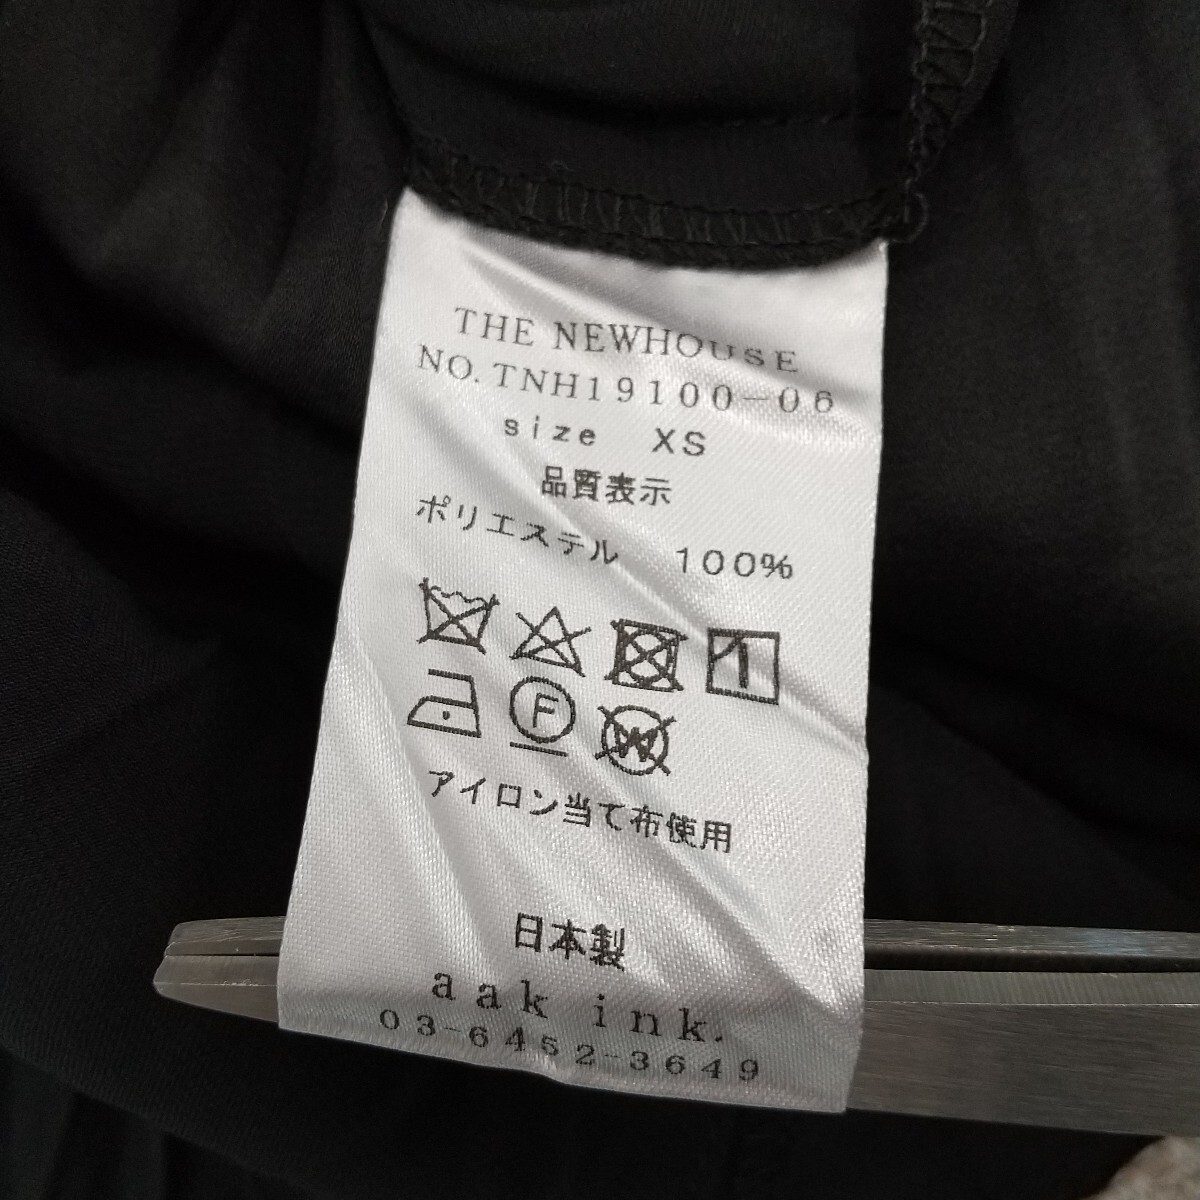 THE NEWHOUSE
NO.TNH19100-06
size XS
品質表示
ポリエステル 100%
F W
アイロン当て布使用
日本製
aak ink.
03-6452-3649